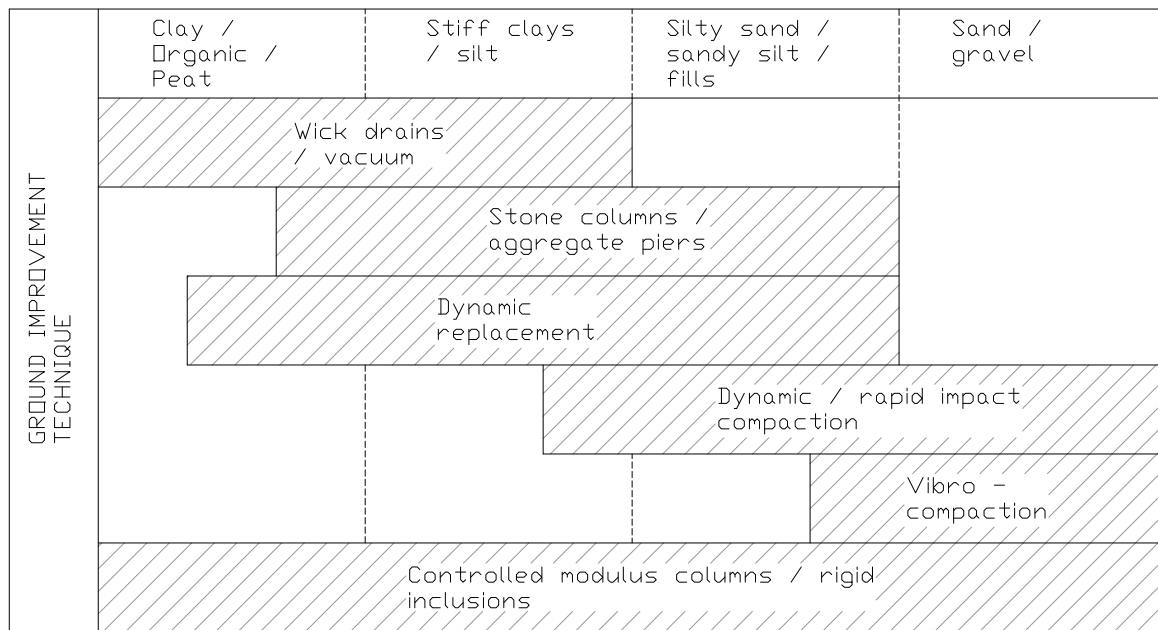 Clay /
Organic /
Peat
Stiff clays
/ silt
Silty sand /
sandy silt /
fills
Sand /
gravel
GROUND IMPROVEMENT
TECHNIQUE
Wick drains
/ vacuum
Stone columns /
aggregate piers
Dynamic
replacement
Dynamic / rapid impact
compaction
Vibro -
compaction
Controlled modulus columns / rigid
inclusions